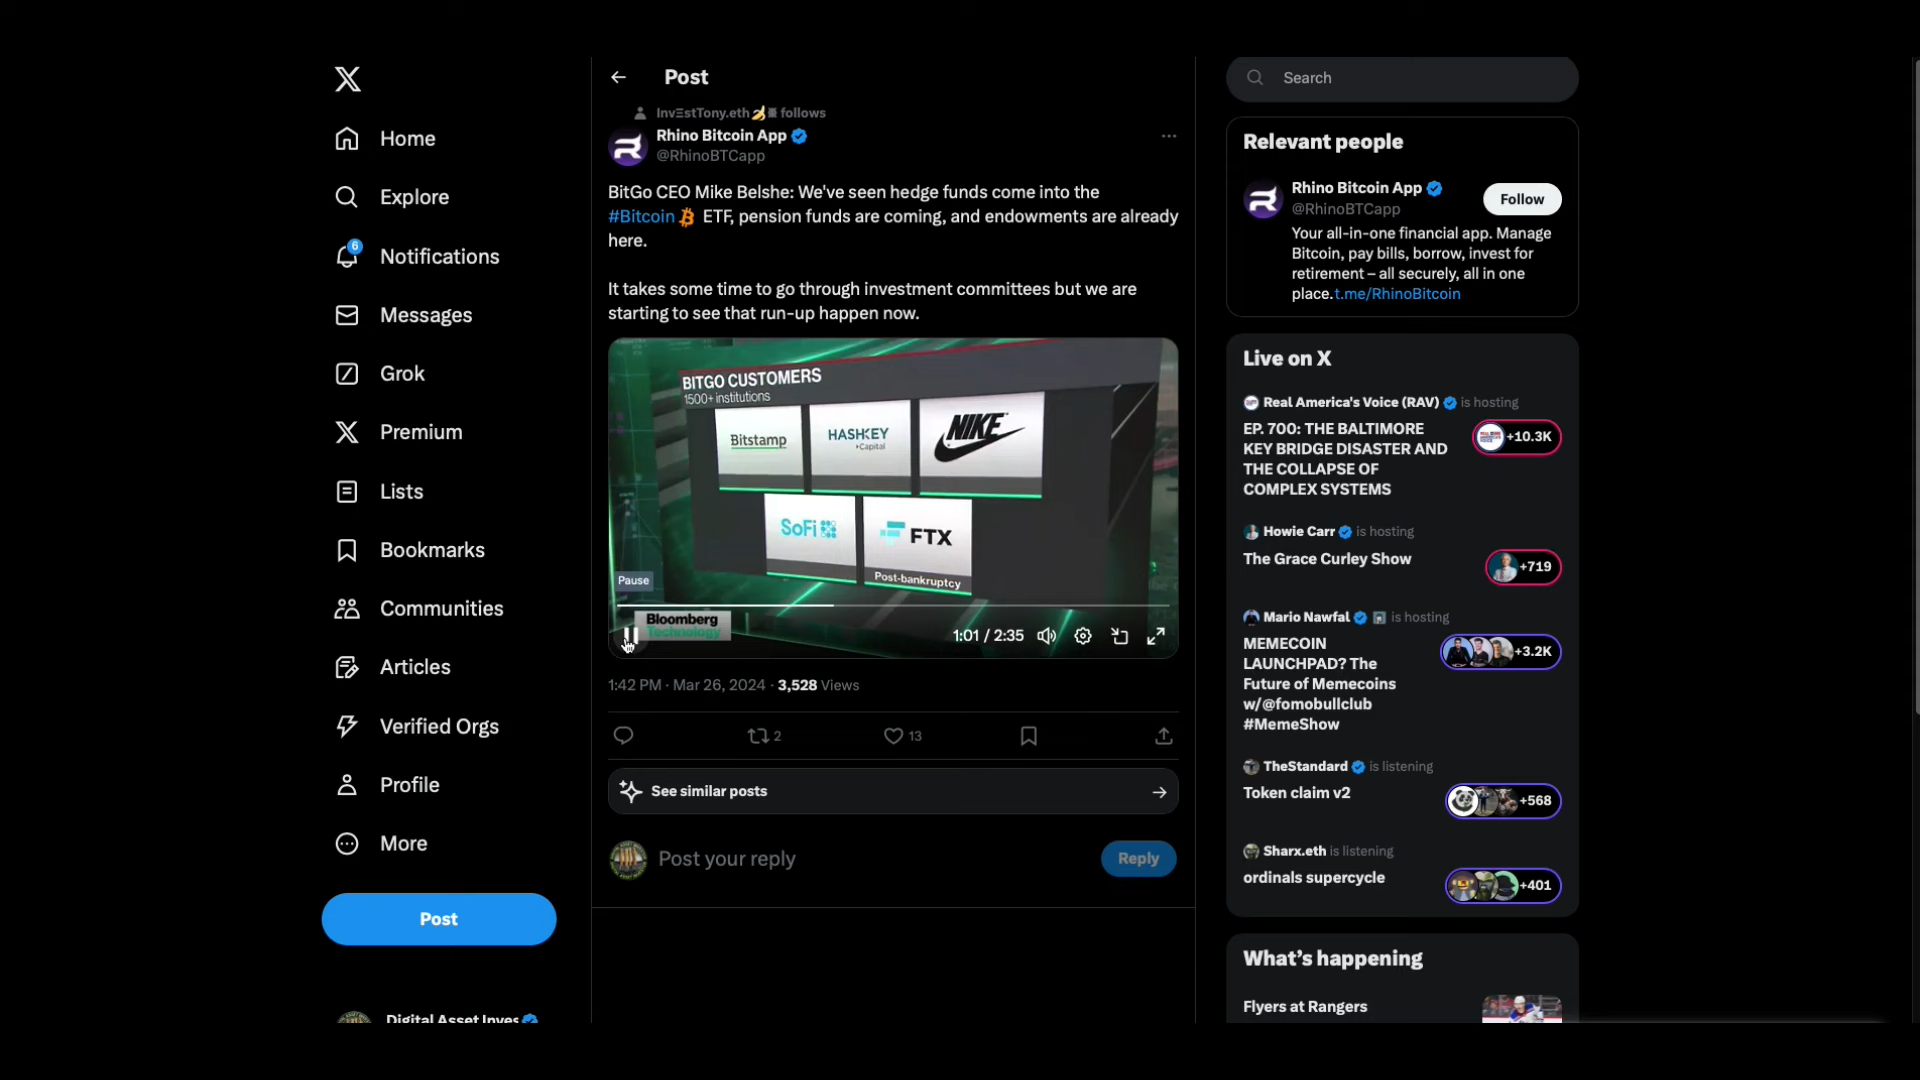 Home
Explore
6
Notifications
Messages
Grok
Premium
Lists
Bookmarks
Communities
Articles
Verified Orgs
Profile
More
Post
Digital Asset Inves
Post
InvΞstTony.eth🍌 follows
Rhino Bitcoin App
@RhinoBTCapp
BitGo CEO Mike Belshe: We've seen hedge funds come into the
#Bitcoin ETF, pension funds are coming, and endowments are already
here.
It takes some time to go through investment committees but we are
starting to see that run-up happen now.
BITGO CUSTOMERS
1500+ institutions
Bitstamp
HASHKEY
Capital
NIKE
SoFi
FTX
Post-bankruptcy
Pause
Bloomberg
Technology
1:01 / 2:35
1:42 PM · Mar 26, 2024 · 3,528 Views
2
13
See similar posts
Post your reply
Reply
Search
Relevant people
Rhino Bitcoin App
@RhinoBTCapp
Follow
Your all-in-one financial app. Manage
Bitcoin, pay bills, borrow, invest for
retirement – all securely, all in one
place.t.me/RhinoBitcoin
Live on X
Real America's Voice (RAV) is hosting
EP. 700: THE BALTIMORE
KEY BRIDGE DISASTER AND
THE COLLAPSE OF
COMPLEX SYSTEMS
+10.3K
Howie Carr is hosting
The Grace Curley Show
+719
Mario Nawfal is hosting
MEMECOIN
LAUNCHPAD? The
Future of Memecoins
w/@fomobullclub
#MemeShow
+3.2K
TheStandard is listening
Token claim v2
+568
Sharx.eth is listening
ordinals supercycle
+401
What's happening
Flyers at Rangers